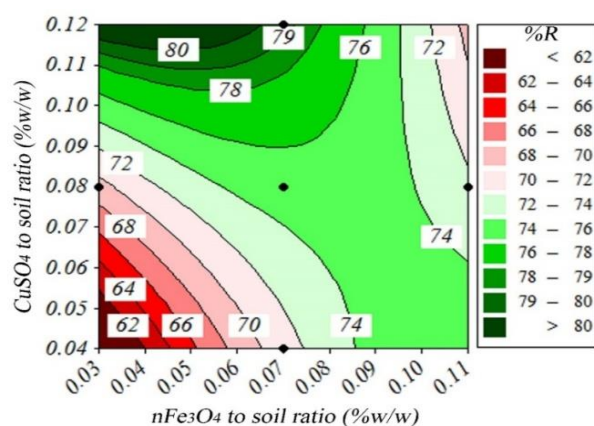 %R
< 62
62 – 64
64 – 66
66 – 68
68 – 70
70 – 72
72 – 74
74 – 76
76 – 78
78 – 79
79 – 80
> 80
CuSO4 to soil ratio (%w/w)
0.12
0.11
0.10
0.09
0.08
0.07
0.06
0.05
0.04
80
79
76
72
78
72
68
74
64
62
66
70
74
0.03
0.04
0.05
0.06
0.07
0.08
0.09
0.10
0.11
nFe3O4 to soil ratio (%w/w)